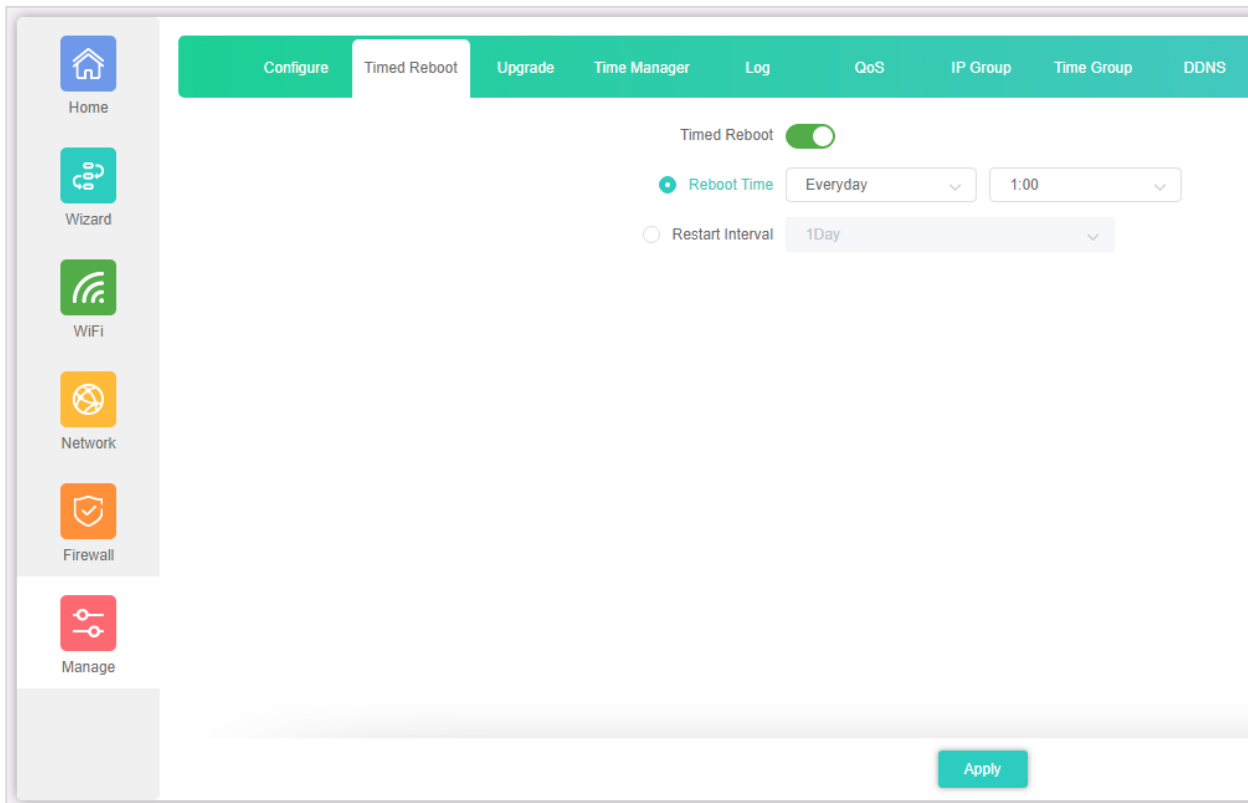 Home
Wizard
WiFi
Network
Firewall
Manage
Configure Timed Reboot Upgrade Time Manager Log QoS IP Group Time Group DDNS
Timed Reboot
Reboot Time Everyday 1:00
Restart Interval 1Day
Apply